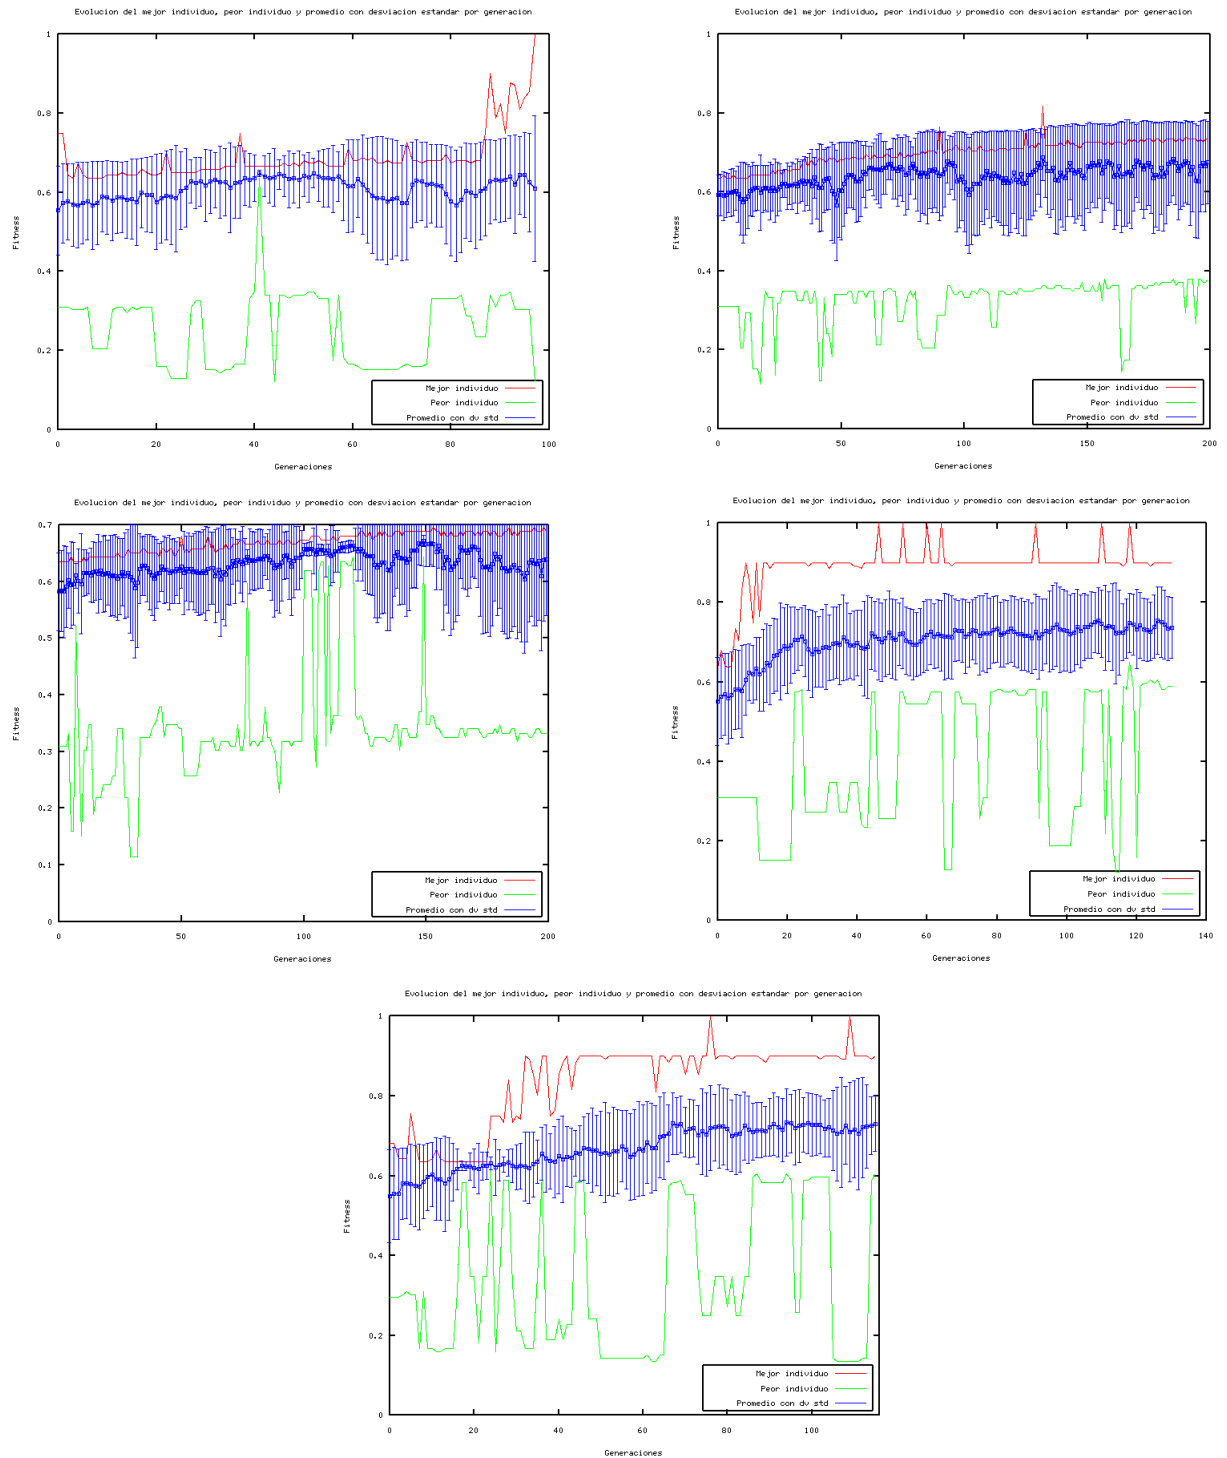 Evolucion del mejor individuo, peor individuo y promedio con desviacion estandar por generacion
1
0.8
0.6
0.4
0.2
0
Fitness
Mejor individuo
Peor individuo
Promedio con dv std
0 20 40 60 80 100
Generaciones
Evolucion del mejor individuo, peor individuo y promedio con desviacion estandar por generacion
1
0.8
0.6
0.4
0.2
0
Fitness
Mejor individuo
Peor individuo
Promedio con dv std
0 50 100 150 200
Generaciones
Evolucion del mejor individuo, peor individuo y promedio con desviacion estandar por generacion
0.7
0.6
0.5
0.4
0.3
0.2
0.1
0
Fitness
Mejor individuo
Peor individuo
Promedio con dv std
0 50 100 150 200
Generaciones
Evolucion del mejor individuo, peor individuo y promedio con desviacion estandar por generacion
1
0.8
0.6
0.4
0.2
0
Fitness
Mejor individuo
Peor individuo
Promedio con dv std
0 20 40 60 80 100 120 140
Generaciones
Evolucion del mejor individuo, peor individuo y promedio con desviacion estandar por generacion
1
0.8
0.6
0.4
0.2
0
Fitness
Mejor individuo
Peor individuo
Promedio con dv std
0 20 40 60 80 100
Generaciones